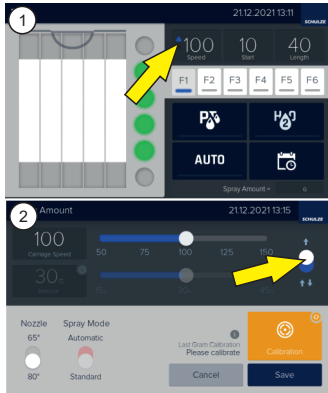 1
21.12.2021 13:11
SCHULZE
100
10
40
Speed
Start
Length
F1 F2 F3 F4 F5 F6
H2O
AUTO
Spray Amount -
6
2
Amount
21.12.2021 13:15
SCHULZE
100
Carriage Speed
50 75 100 125 150
30
Nozzle Spray Mode
65° Automatic
80° Standard
Last Gram Calibration
Please calibrate
Calibration
Cancel
Save